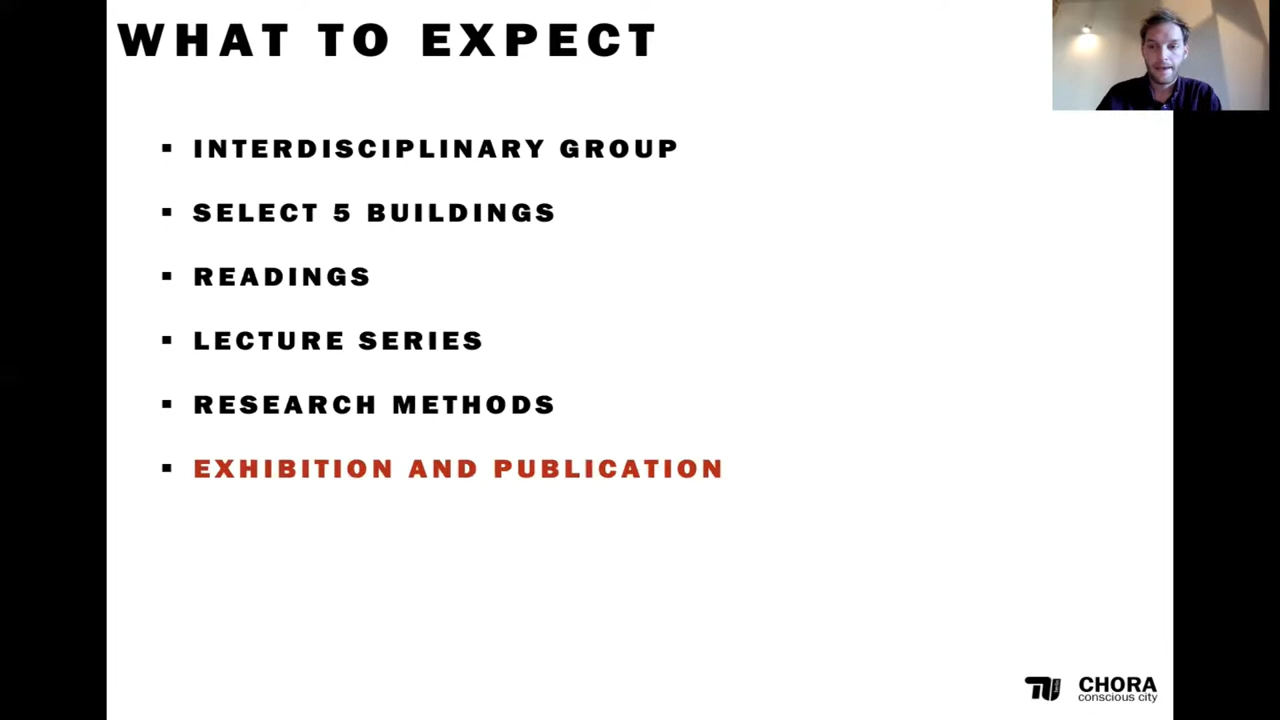 WHAT TO EXPECT
▪ INTERDISCIPLINARY GROUP
▪ SELECT 5 BUILDINGS
▪ READINGS
▪ LECTURE SERIES
▪ RESEARCH METHODS
▪ EXHIBITION AND PUBLICATION
TU
CHORA
conscious city